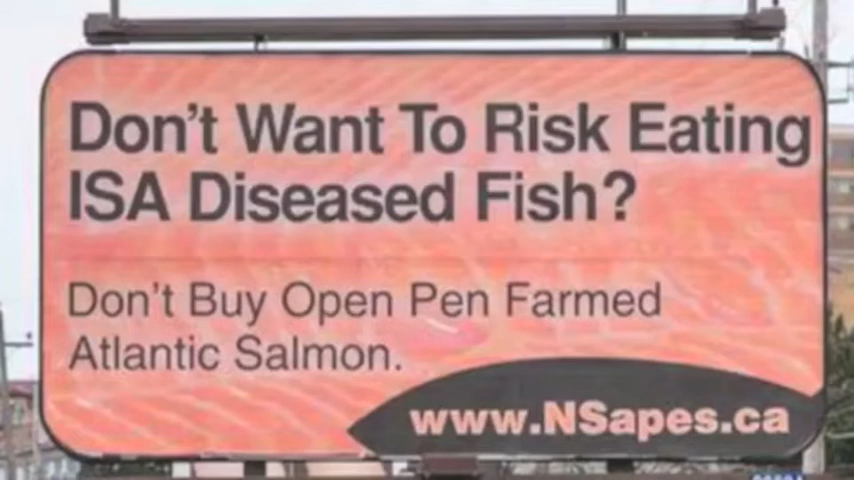 Don't Want To Risk Eating
ISA Diseased Fish?
Don't Buy Open Pen Farmed
Atlantic Salmon.
www.NSapes.ca